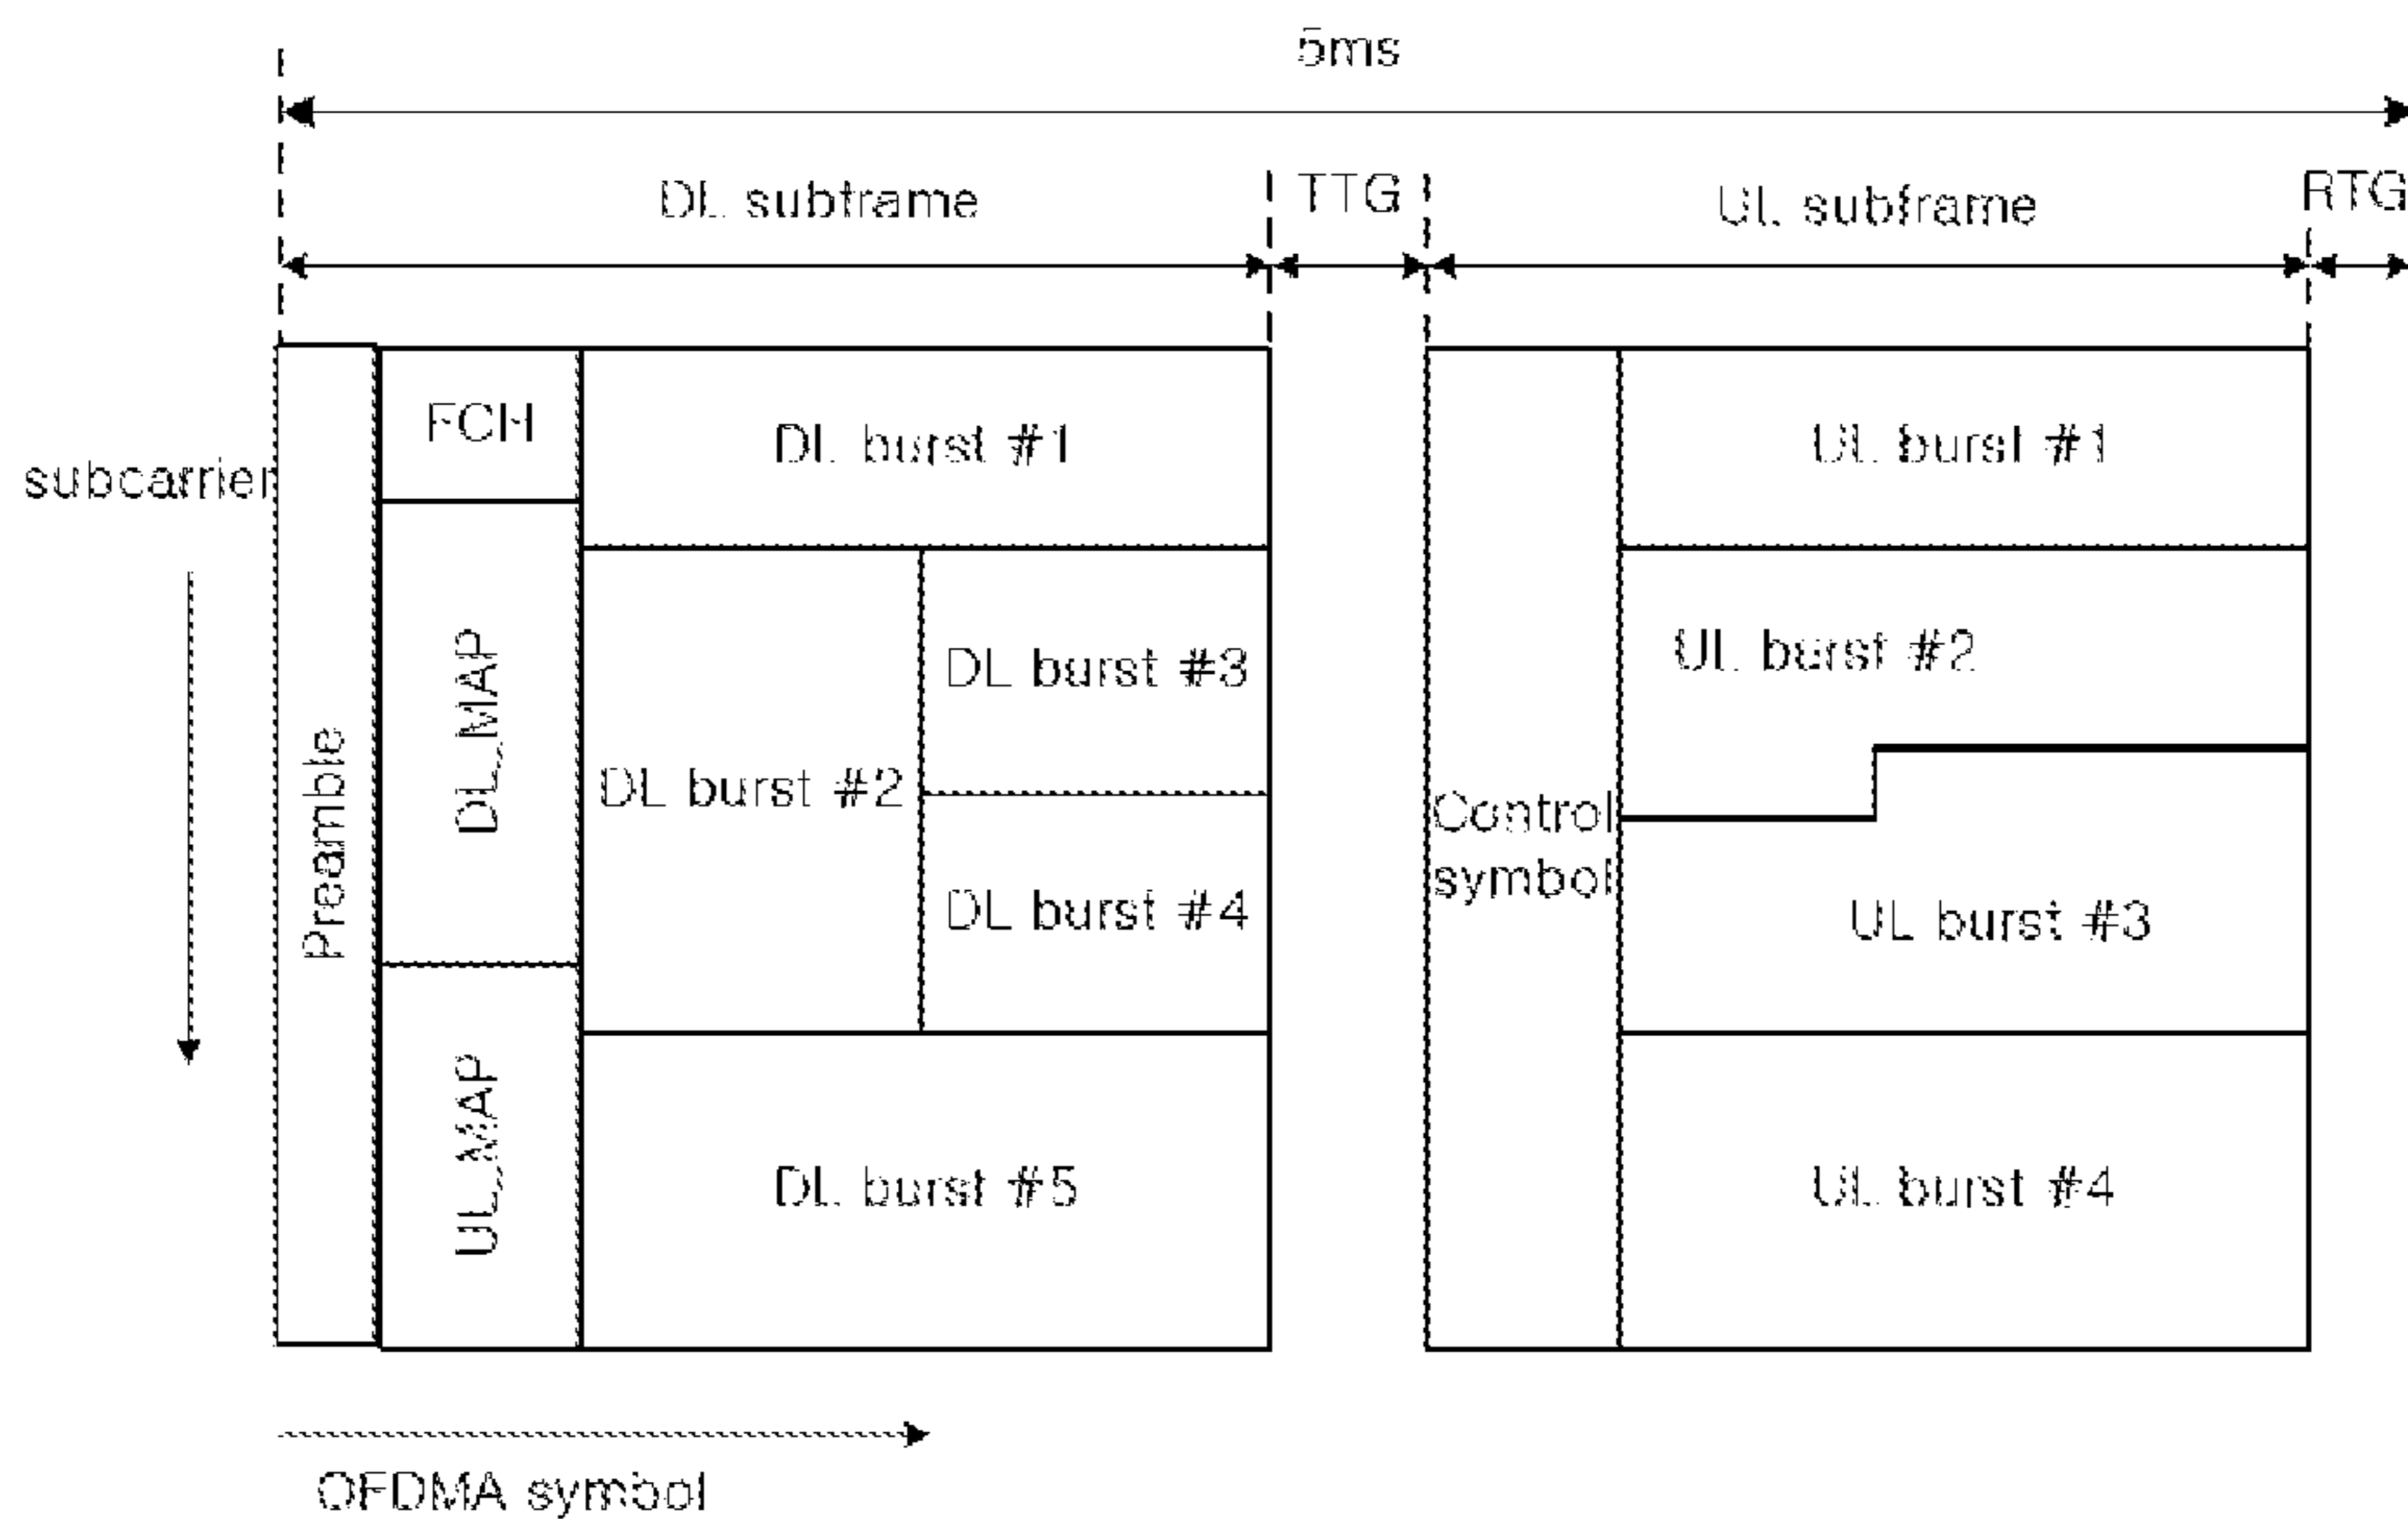 5ms
DL subframe
TTG
UL subframe
RTG
subcarrier
Preamble
FCH
DL_MAP
UL_MAP
DL burst #1
DL burst #2
DL burst #3
DL burst #4
DL burst #5
Control
symbol
UL burst #1
UL burst #2
UL burst #3
UL burst #4
OFDMA symbol